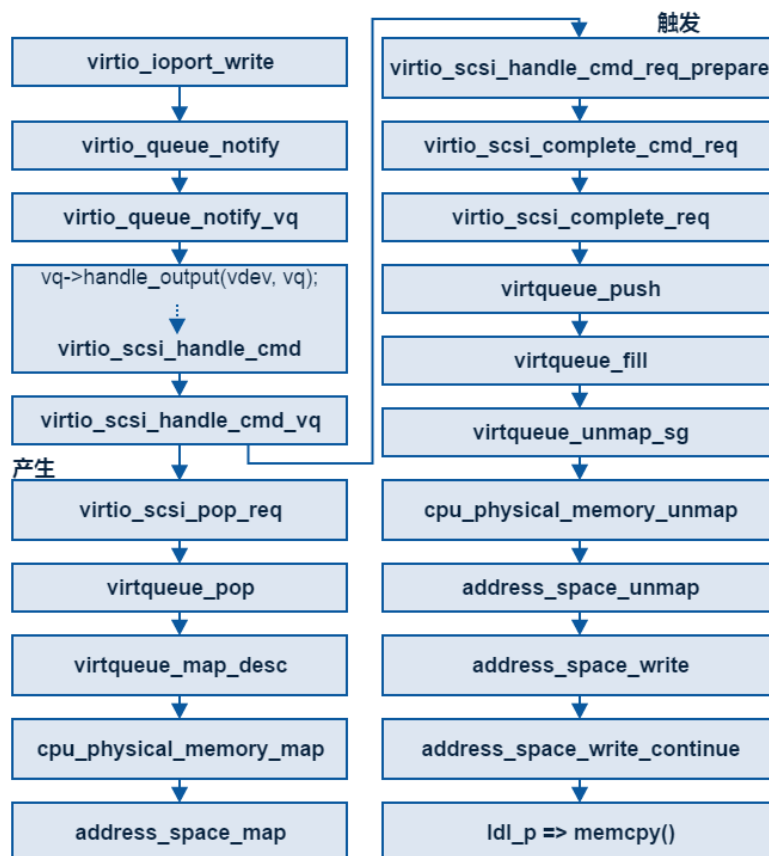 virtio_ioport_write
virtio_queue_notify
virtio_queue_notify_vq
vq->handle_output(vdev, vq);
virtio_scsi_handle_cmd
virtio_scsi_handle_cmd_vq
产生
virtio_scsi_pop_req
virtqueue_pop
virtqueue_map_desc
cpu_physical_memory_map
address_space_map
触发
virtio_scsi_handle_cmd_req_prepare
virtio_scsi_complete_cmd_req
virtio_scsi_complete_req
virtqueue_push
virtqueue_fill
virtqueue_unmap_sg
cpu_physical_memory_unmap
address_space_unmap
address_space_write
address_space_write_continue
ldl_p => memcpy()